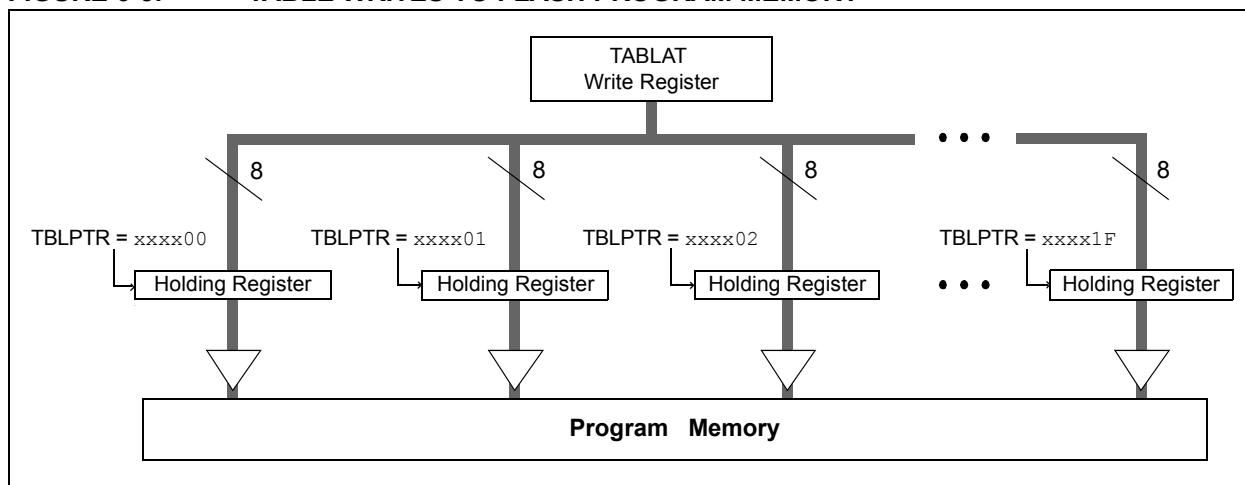 TABLAT
Write Register
8 8 8 8
TBLPTR = xxxx00 TBLPTR = xxxx01 TBLPTR = xxxx02 TBLPTR = xxxx1F
Holding Register Holding Register Holding Register Holding Register
Program Memory